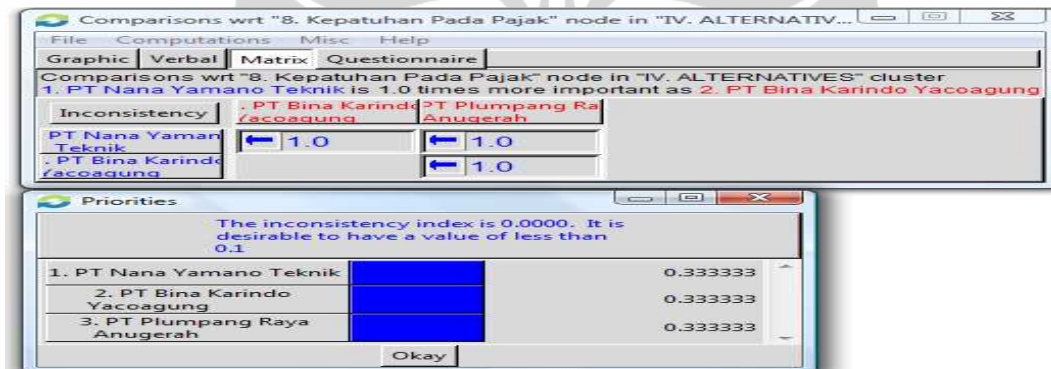 Comparisons wrt "8. Kepatuhan Pada Pajak" node in "IV. ALTERNATIV...
File Computations Misc Help
Graphic Verbal Matrix Questionnaire
Comparisons wrt "8. Kepatuhan Pada Pajak" node in "IV. ALTERNATIVES" cluster
1. PT Nana Yamano Teknik is 1.0 times more important as 2. PT Bina Karindo Yacoagung
Inconsistency
. PT Bina Karindo
Yacoagung
PT Plumpang Ra
Anugerah
PT Nana Yaman
Teknik
1.0
1.0
. PT Bina Karindo
Yacoagung
1.0
Priorities
The inconsistency index is 0.0000. It is
desirable to have a value of less than
0.1
1. PT Nana Yamano Teknik 0.333333
2. PT Bina Karindo
Yacoagung
0.333333
3. PT Plumpang Raya
Anugerah
0.333333
Okay